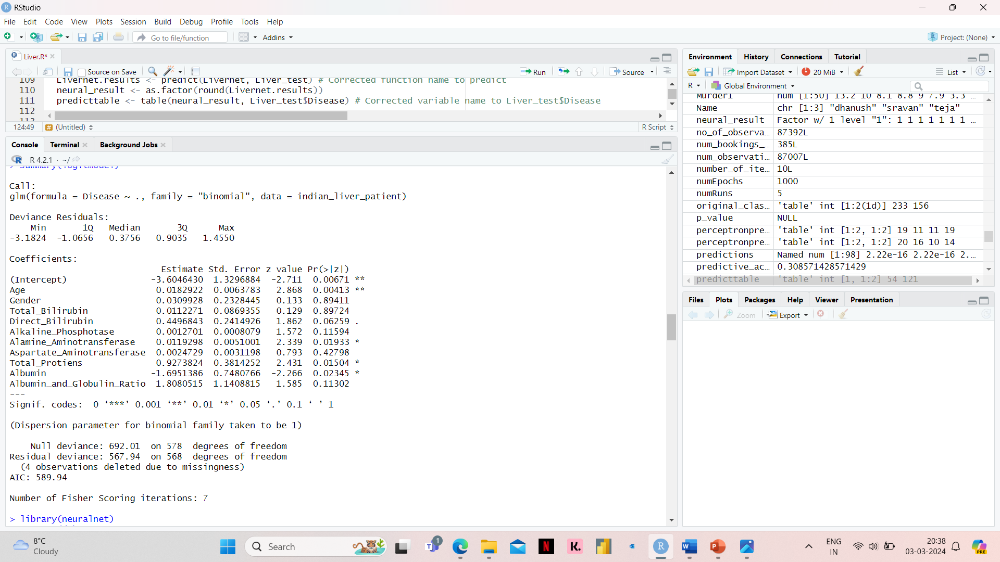 RStudio
File Edit Code View Plots Session Build Debug Profile Tools Help
Go to file/function Addins Project: (None)
Liver.R*
Source on Save Run Source
109 Livernet.results <- predict(Livernet, Liver_test) # Corrected function name to predict
110 neural_result <- as.factor(round(Livernet.results))
111 predicttable <- table(neural_result, Liver_test$Disease) # Corrected variable name to Liver_test$Disease
112
113
124:49 (Untitled) R Script
Console Terminal Background Jobs
R 4.2.1 · ~/
> summary(logitmodel)
Call:
glm(formula = Disease ~ ., family = "binomial", data = indian_liver_patient)
Deviance Residuals:
Min 1Q Median 3Q Max
-3.1824 -1.0656 0.3756 0.9035 1.4550
Coefficients:
Estimate Std. Error z value Pr(>|z|)
(Intercept) -3.6046430 1.3296884 -2.711 0.00671 **
Age 0.0182922 0.0063783 2.868 0.00413 **
Gender 0.0309928 0.2328445 0.133 0.89411
Total_Bilirubin 0.0112271 0.0869355 0.129 0.89724
Direct_Bilirubin 0.4496843 0.2414926 1.862 0.06259 .
Alkaline_Phosphotase 0.0012701 0.0008079 1.572 0.11594
Alamine_Aminotransferase 0.0119298 0.0051001 2.339 0.01933 *
Aspartate_Aminotransferase 0.0024729 0.0031198 0.793 0.42798
Total_Protiens 0.9273824 0.3814252 2.431 0.01504 *
Albumin -1.6951386 0.7480766 -2.266 0.02345 *
Albumin_and_Globulin_Ratio 1.8080515 1.1408815 1.585 0.11302
---
Signif. codes: 0 ‘***’ 0.001 ‘**’ 0.01 ‘*’ 0.05 ‘.’ 0.1 ‘ ’ 1
(Dispersion parameter for binomial family taken to be 1)
Null deviance: 692.01 on 578 degrees of freedom
Residual deviance: 567.94 on 568 degrees of freedom
(4 observations deleted due to missingness)
AIC: 589.94
Number of Fisher Scoring iterations: 7
> library(neuralnet)
Environment History Connections Tutorial
Import Dataset 20 MiB List
R Global Environment
Murder1 num [1:50] 13.2 10 8.1 8.8 9 7.9 3.3 …
Name chr [1:3] "dhanush" "sravan" "teja"
neural_result Factor w/ 1 level "1": 1 1 1 1 1 1 1 …
no_of_observa… 87392L
num_bookings_… 385L
num_observati… 87007L
number_of_ite… 10L
numEpochs 1000
numRuns 5
original_clas… 'table' int [1:2(1d)] 233 156
p_value NULL
perceptronpre… 'table' int [1:2, 1:2] 19 11 11 19
perceptronpre… 'table' int [1:2, 1:2] 20 16 10 14
predictions Named num [1:98] 2.22e-16 2.22e-16 2.…
predictive_ac… 0.308571428571429
predicttable 'table' int [1, 1:2] 54 121
Files Plots Packages Help Viewer Presentation
Zoom Export
8°C
Cloudy
Search
1
ENG
IN
20:38
03-03-2024